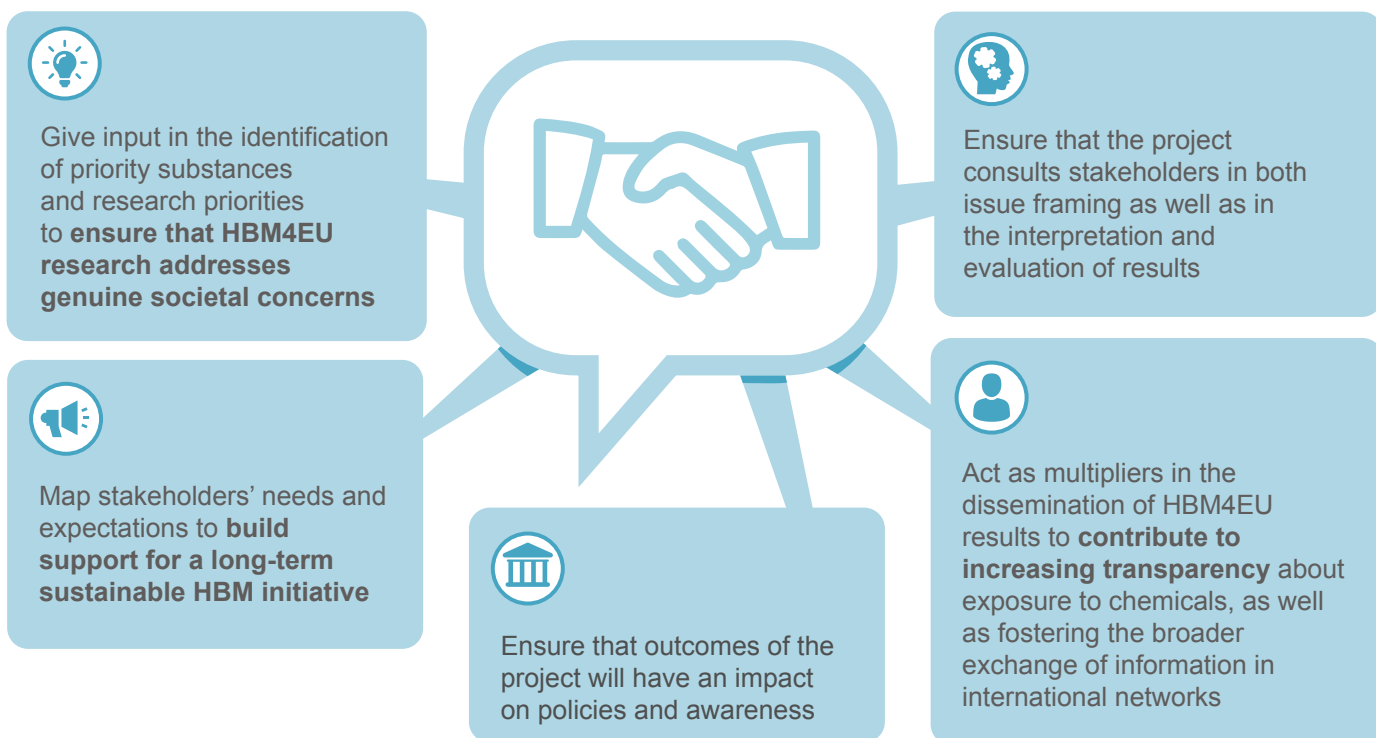 Give input in the identification
of priority substances
and research priorities
to ensure that HBM4EU
research addresses
genuine societal concerns
Ensure that the project
consults stakeholders in both
issue framing as well as in
the interpretation and
evaluation of results
Map stakeholders’ needs and
expectations to build
support for a long-term
sustainable HBM initiative
Ensure that outcomes of the
project will have an impact
on policies and awareness
Act as multipliers in the
dissemination of HBM4EU
results to contribute to
increasing transparency about
exposure to chemicals, as well
as fostering the broader
exchange of information in
international networks